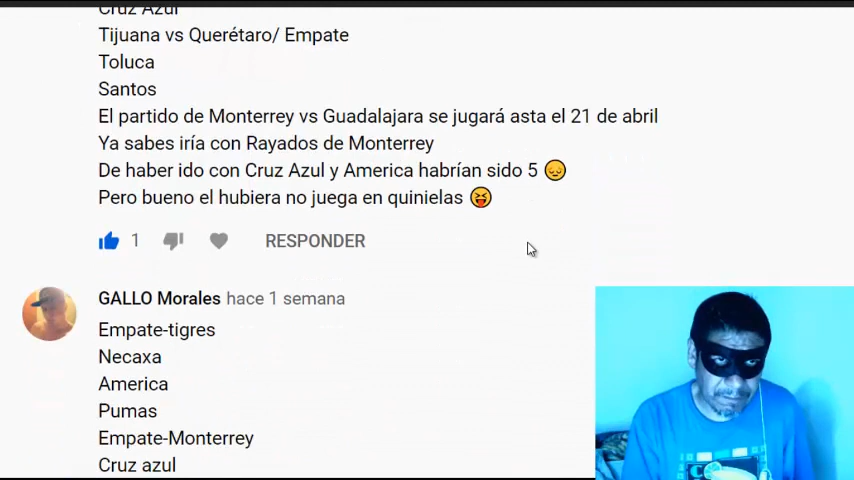 Cruz Azul
Tijuana vs Querétaro/ Empate
Toluca
Santos
El partido de Monterrey vs Guadalajara se jugará asta el 21 de abril
Ya sabes iría con Rayados de Monterrey
De haber ido con Cruz Azul y America habrían sido 5 😔
Pero bueno el hubiera no juega en quinielas 😝
1 RESPONDER
GALLO Morales hace 1 semana
Empate-tigres
Necaxa
America
Pumas
Empate-Monterrey
Cruz azul